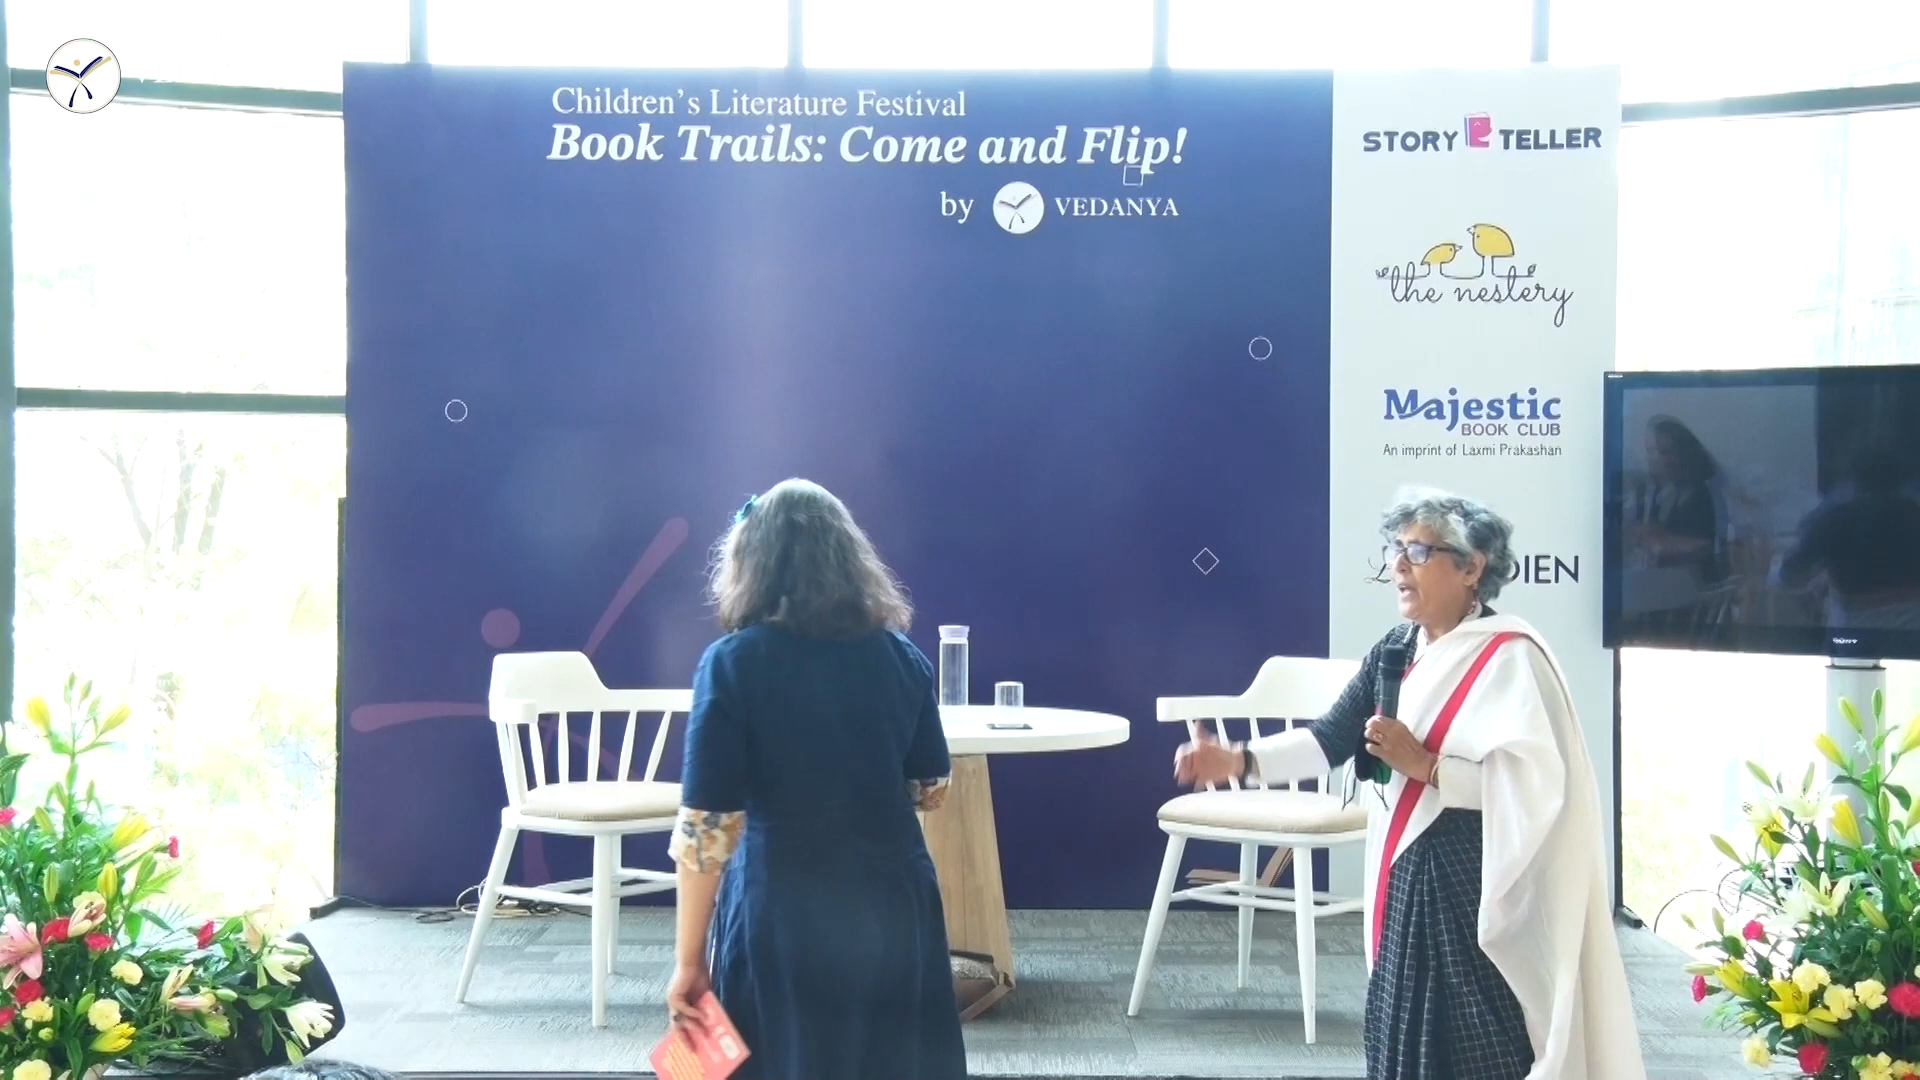 Children's Literature Festival
Book Trails: Come and Flip!
by VEDANYA
STORY TELLER
the nestery
Majestic
BOOK CLUB
An imprint of Laxmi Prakashan